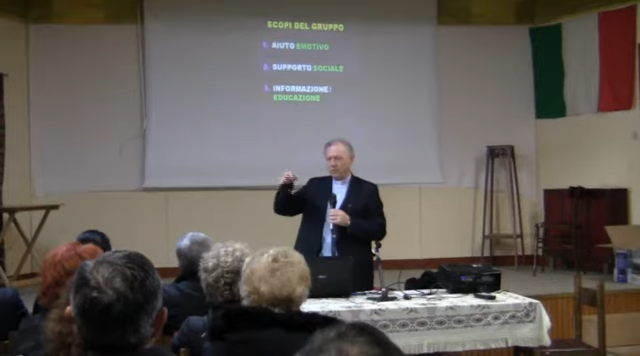 SCOPI DEL GRUPPO
1. AIUTO EMOTIVO
2. SUPPORTO SOCIALE
3. INFORMAZIONE/
EDUCAZIONE